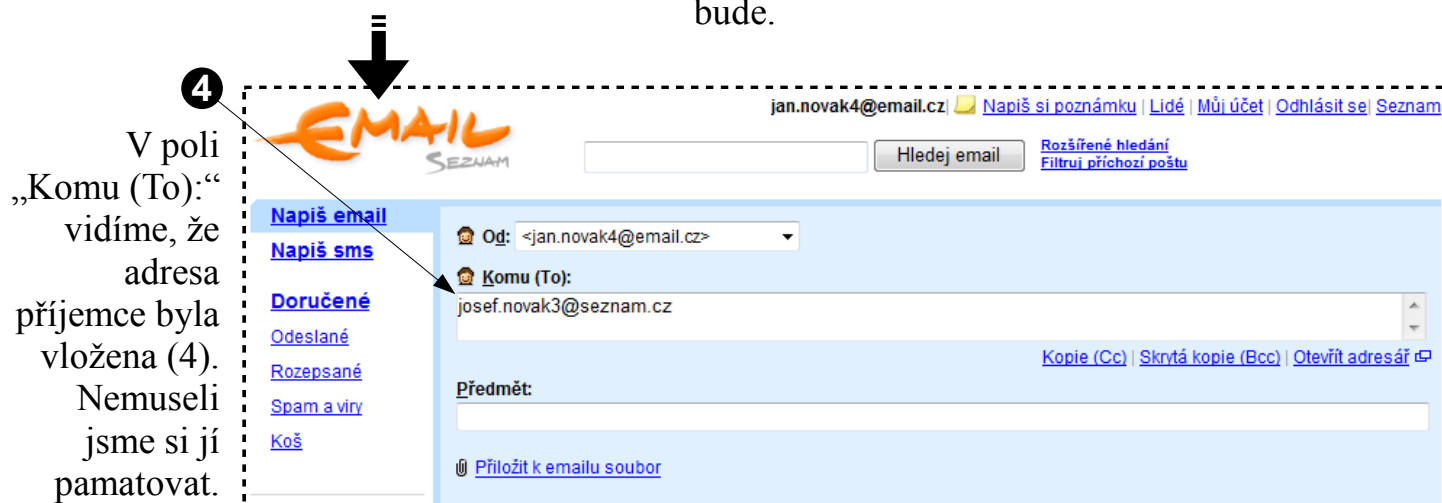 bude.
4
V poli
„Komu (To):“
vidíme, že
adresa
příjemce byla
vložena (4).
Nemuseli
jsme si jí
pamatovat.
EMAIL
SEZNAM
jan.novak4@email.cz| Napiš si poznámku | Lidé | Můj účet | Odhlásit se| Seznam
Hledej email
Rozšířené hledání
Filtruj příchozí poštu
Napiš email
Napiš sms
Doručené
Odeslané
Rozepsané
Spam a viry
Koš
Od: <jan.novak4@email.cz>
Komu (To):
josef.novak3@seznam.cz
Kopie (Cc) | Skrytá kopie (Bcc) | Otevřít adresář
Předmět:
Přiložit k emailu soubor